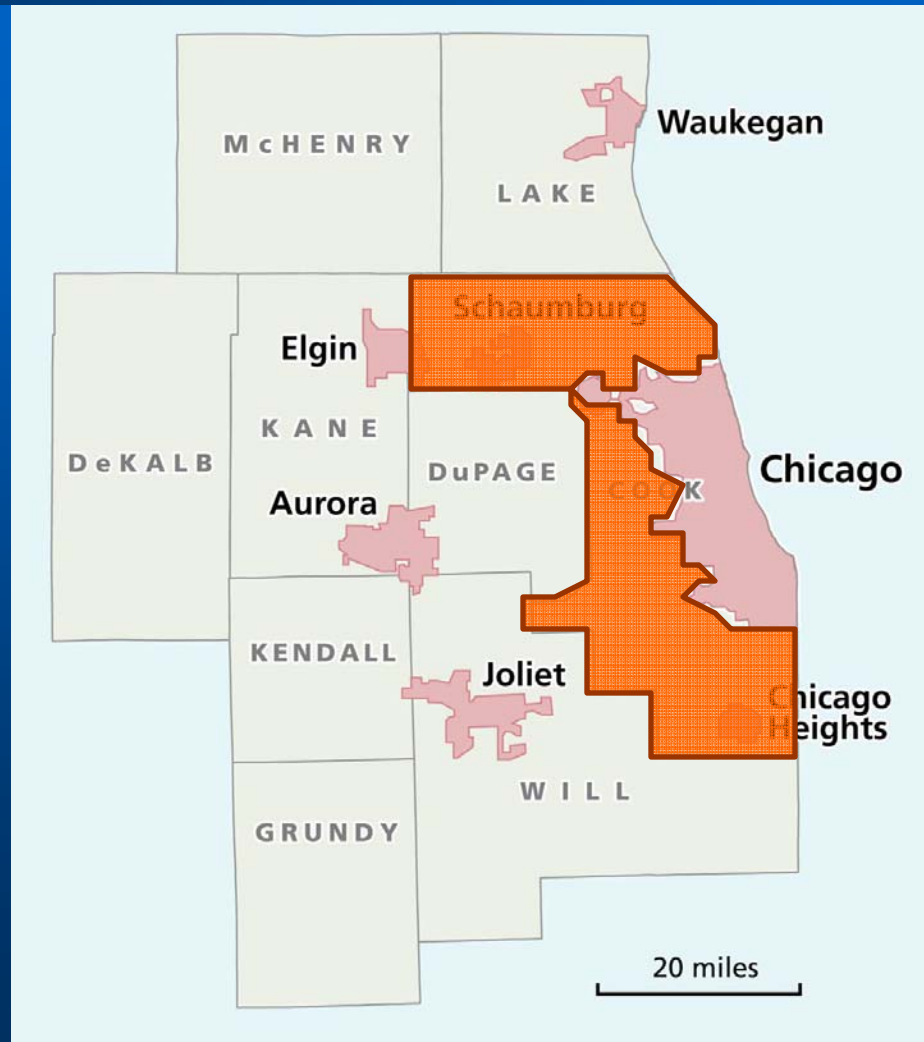 Waukegan
McHENRY
LAKE
Schaumburg
Elgin
KANE
DeKALB
DuPAGE
COOK
Chicago
Aurora
KENDALL
Joliet
Chicago
Heights
WILL
GRUNDY
20 miles